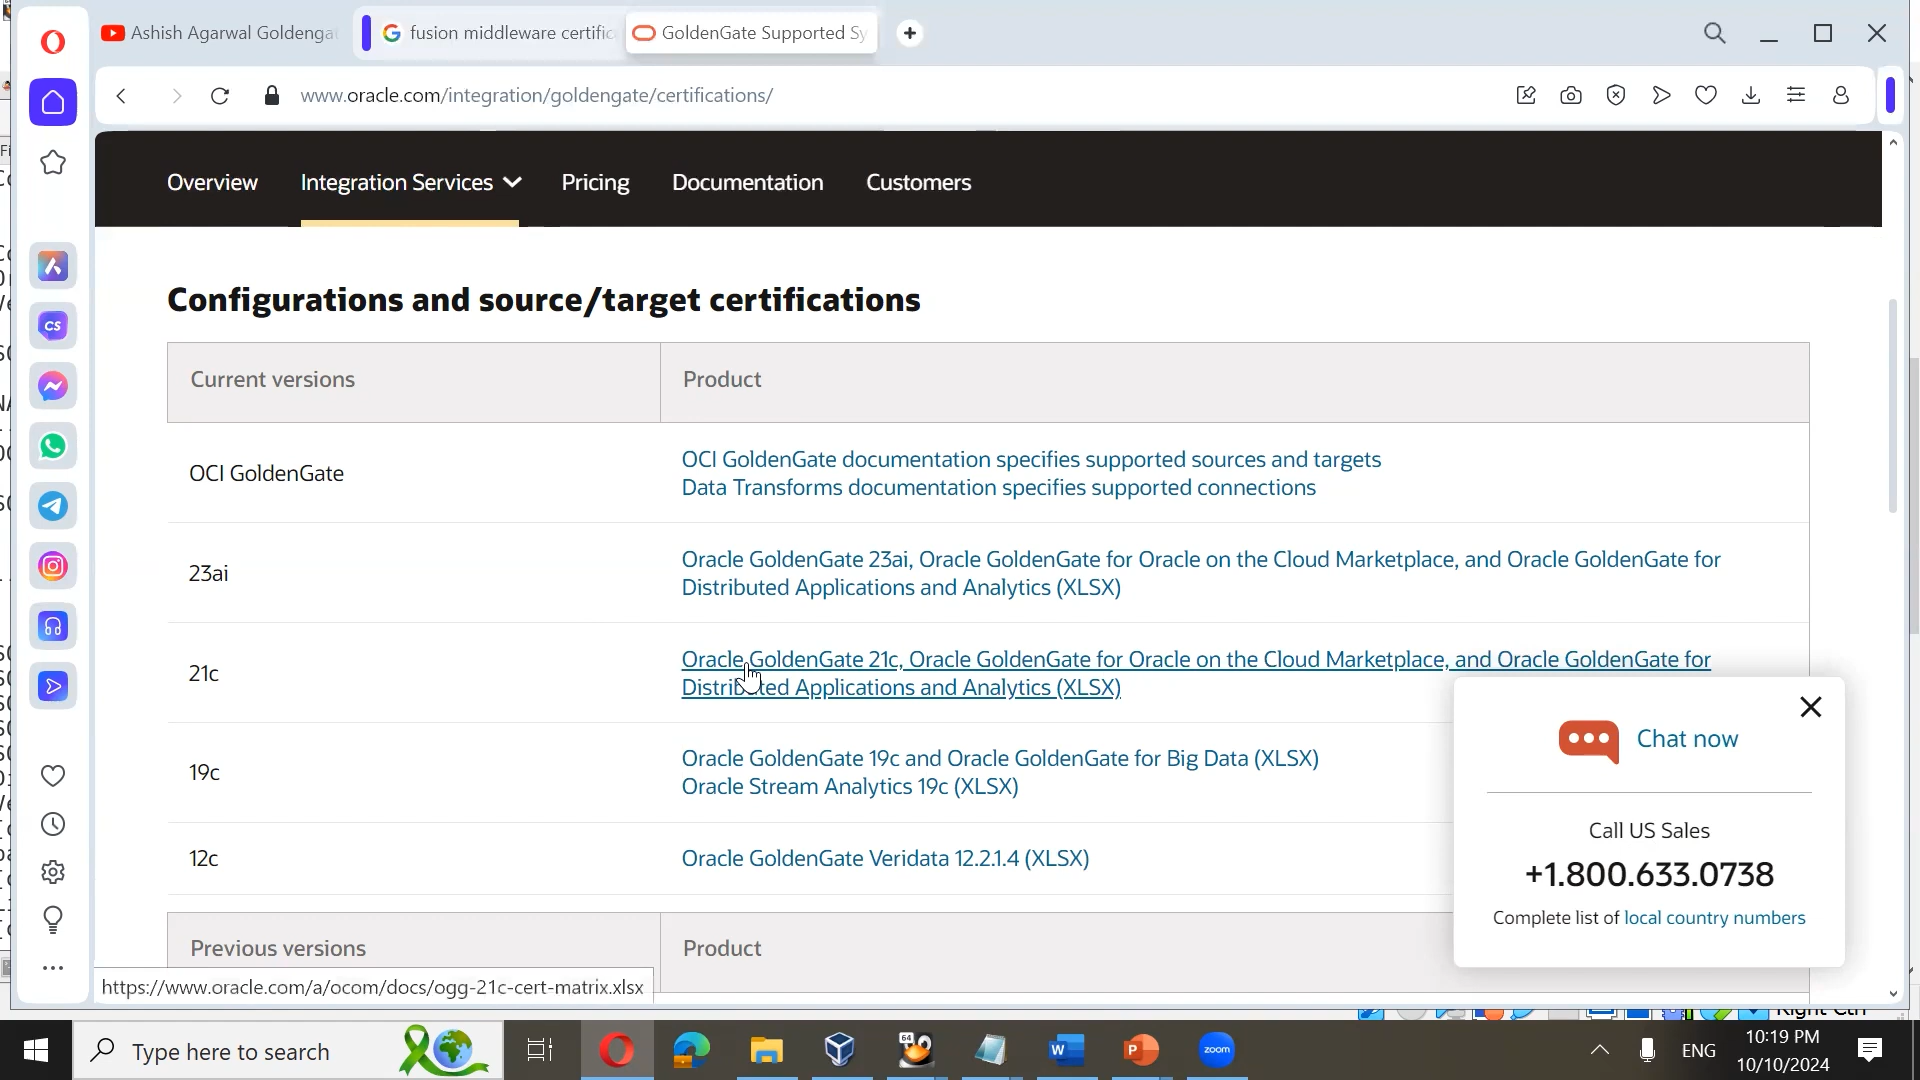 Ashish Agarwal Goldenga
fusion middleware certific
GoldenGate Supported Sy
www.oracle.com/integration/goldengate/certifications/
Overview
Integration Services
Pricing
Documentation
Customers
Configurations and source/target certifications
Current versions
Product
OCI GoldenGate
OCI GoldenGate documentation specifies supported sources and targets
Data Transforms documentation specifies supported connections
23ai
Oracle GoldenGate 23ai, Oracle GoldenGate for Oracle on the Cloud Marketplace, and Oracle GoldenGate for
Distributed Applications and Analytics (XLSX)
21c
Oracle GoldenGate 21c, Oracle GoldenGate for Oracle on the Cloud Marketplace, and Oracle GoldenGate for
Distributed Applications and Analytics (XLSX)
19c
Oracle GoldenGate 19c and Oracle GoldenGate for Big Data (XLSX)
Oracle Stream Analytics 19c (XLSX)
12c
Oracle GoldenGate Veridata 12.2.1.4 (XLSX)
Previous versions
Product
Chat now
Call US Sales
+1.800.633.0738
Complete list of local country numbers
https://www.oracle.com/a/ocom/docs/ogg-21c-cert-matrix.xlsx
CS
Right Ctrl
Type here to search
64
W
P
zoom
ENG
10:19 PM
10/10/2024